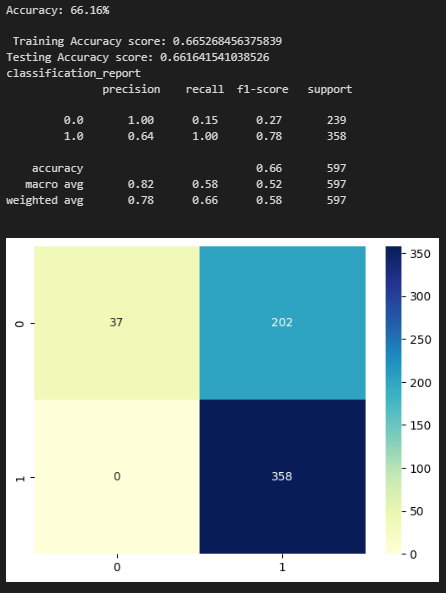 Accuracy: 66.16%
Training Accuracy score: 0.665268456375839
Testing Accuracy score: 0.661641541038526
classification_report
precision recall f1-score support
0.0 1.00 0.15 0.27 239
1.0 0.64 1.00 0.78 358
accuracy 0.66 597
macro avg 0.82 0.58 0.52 597
weighted avg 0.78 0.66 0.58 597
0 37 202
1 0 358
0 1
350
300
250
200
150
100
50
0